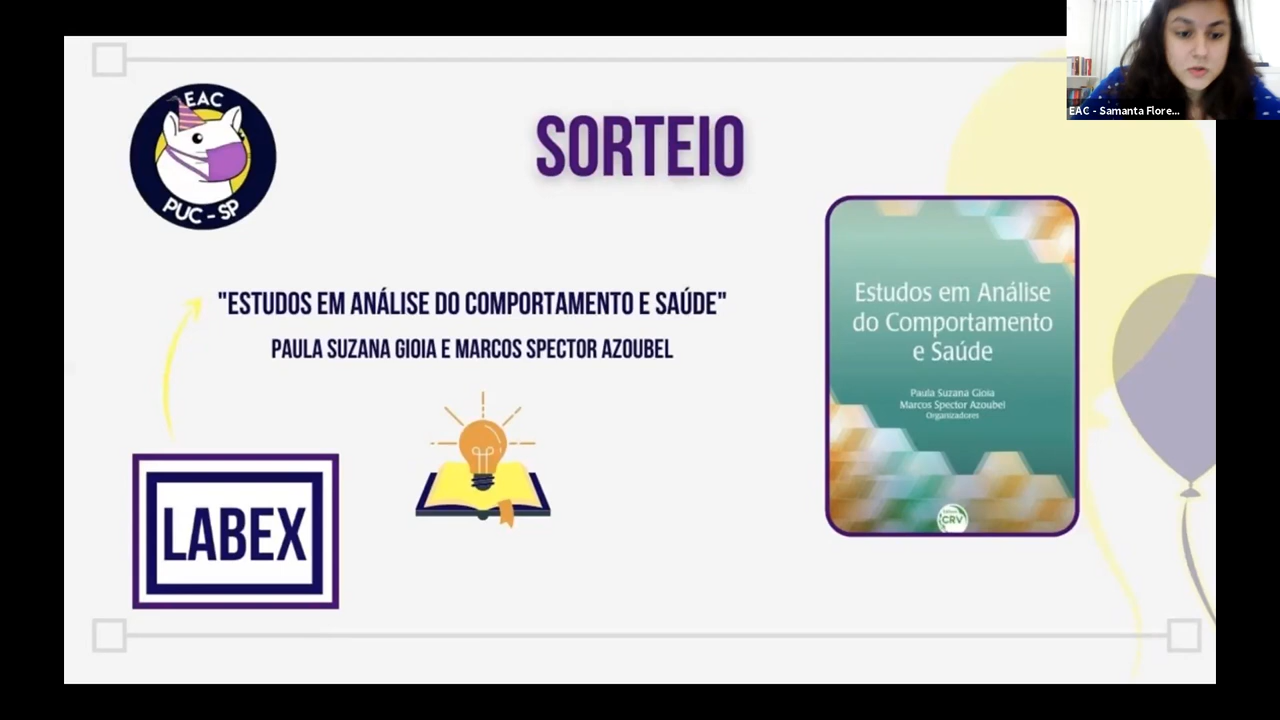 EAC - Samanta Flore...
EAC
PUC - SP
SORTEIO
"ESTUDOS EM ANÁLISE DO COMPORTAMENTO E SAÚDE"
PAULA SUZANA GIOIA E MARCOS SPECTOR AZOUBEL
LABEX
Estudos em Análise
do Comportamento
e Saúde
Paula Suzana Gioia
Marcos Spector Azoubel
Organizadores
CRV